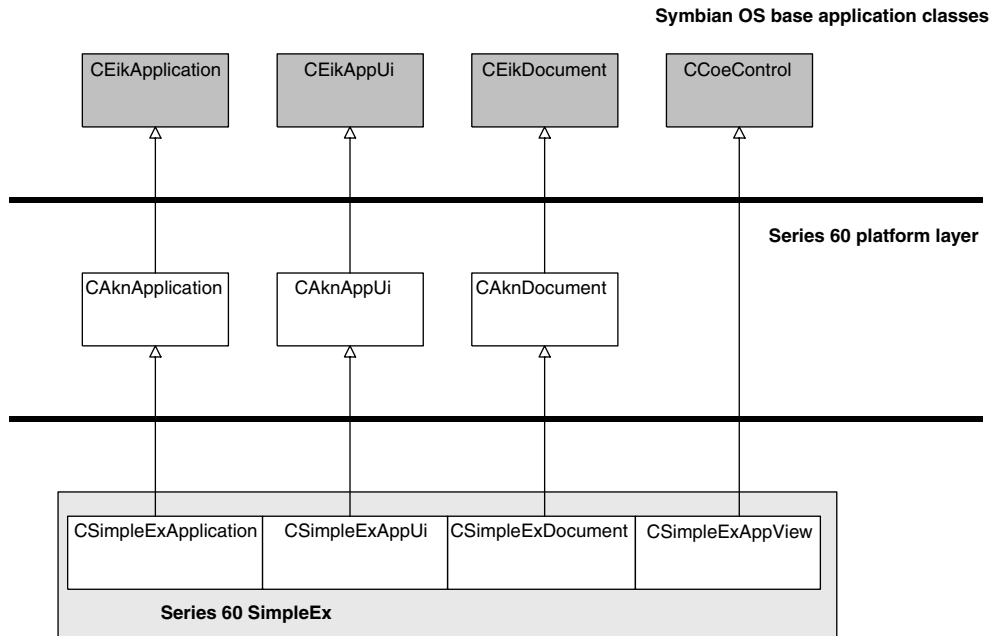 Symbian OS base application classes
CEikApplication
CEikAppUi
CEikDocument
CCoeControl
Series 60 platform layer
CAknApplication
CAknAppUi
CAknDocument
CSimpleExApplication
CSimpleExAppUi
CSimpleExDocument
CSimpleExAppView
Series 60 SimpleEx